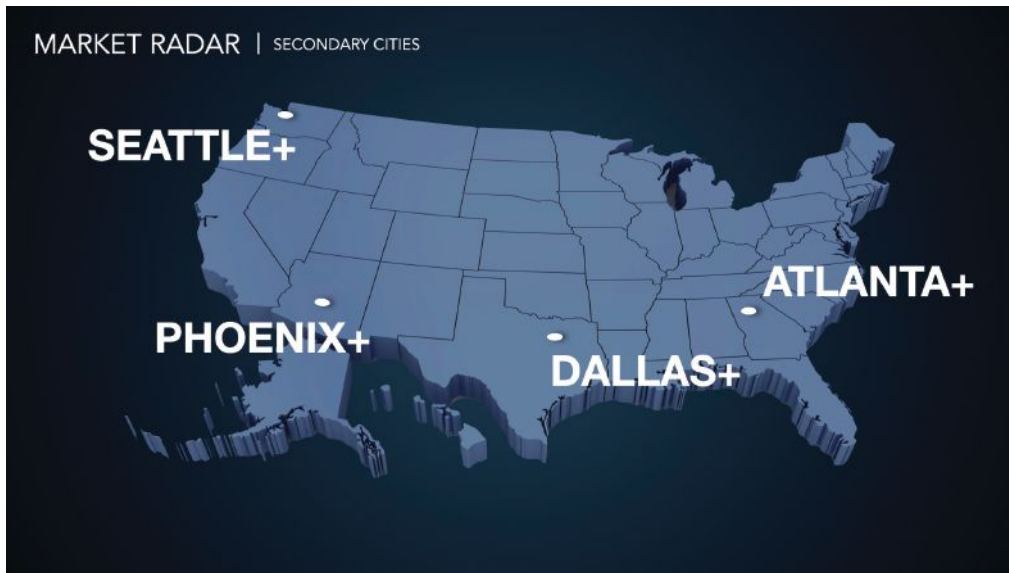 MARKET RADAR | SECONDARY CITIES
SEATTLE+
ATLANTA+
PHOENIX+
DALLAS+